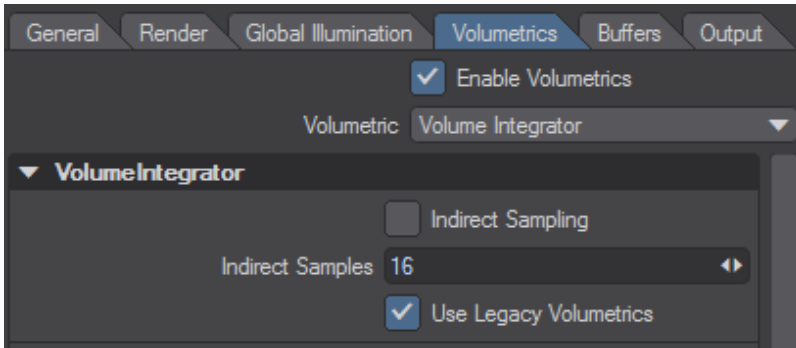 General Render Global Illumination Volumetrics Buffers Output
Enable Volumetrics
Volumetric Volume Integrator
VolumeIntegrator
Indirect Sampling
Indirect Samples 16
Use Legacy Volumetrics